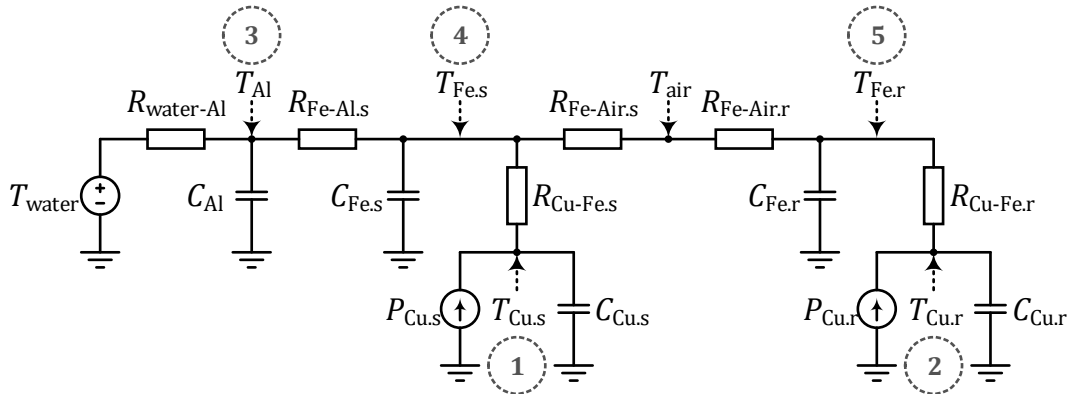 3
4
5
T_Al
T_Fe.s
T_air
T_Fe.r
R_water-Al
R_Fe-Al.s
R_Fe-Air.s
R_Fe-Air.r
T_water
C_Al
C_Fe.s
R_Cu-Fe.s
C_Fe.r
R_Cu-Fe.r
P_Cu.s
T_Cu.s
C_Cu.s
P_Cu.r
T_Cu.r
C_Cu.r
1
2